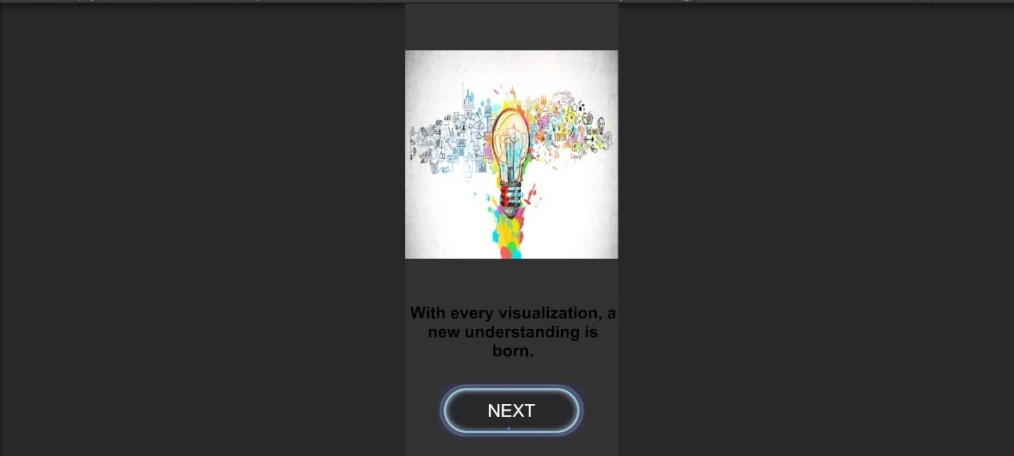 With every visualization, a
new understanding is
born.
NEXT